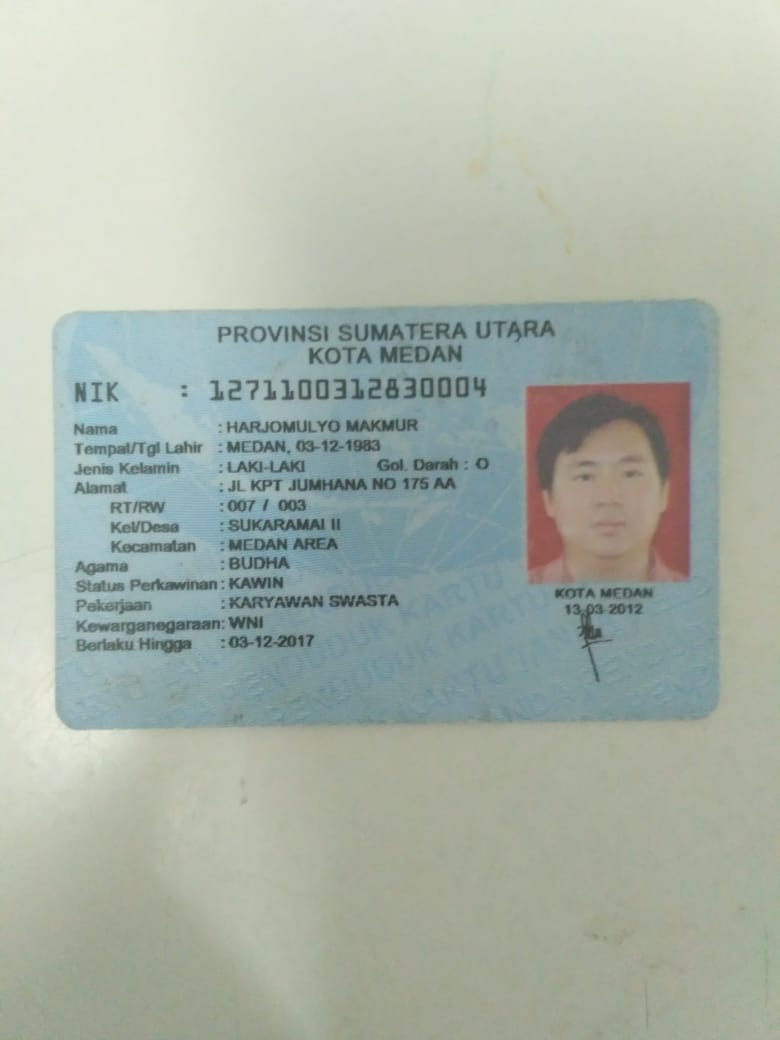 PROVINSI SUMATERA UTARA
KOTA MEDAN
NIK : 1271100312830004
Nama : HARJOMULYO MAKMUR
Tempat/Tgl Lahir : MEDAN, 03-12-1983
Jenis Kelamin : LAKI-LAKI Gol. Darah : O
Alamat : JL KPT JUMHANA NO 175 AA
RT/RW : 007 / 003
Kel/Desa : SUKARAMAI II
Kecamatan : MEDAN AREA
Agama : BUDHA
Status Perkawinan : KAWIN
Pekerjaan : KARYAWAN SWASTA
Kewarganegaraan : WNI
Berlaku Hingga : 03-12-2017
KOTA MEDAN
13-03-2012